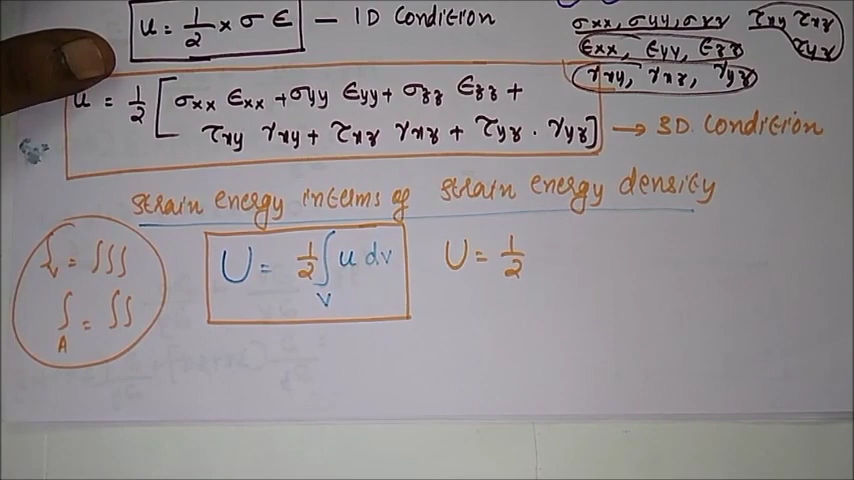 u = 1/2 × σ ϵ — 1D Condition
σxx, σyy, σxz τxy τxz
ϵxx, ϵyy, ϵzz τyz
γxy, γxz, γyz
u = 1/2 [ σxx ϵxx + σyy ϵyy + σzz ϵzz +
τxy γxy + τxz γxz + τyz . γyz ] → 3D. Condition
Strain energy interms of Strain energy density
∫v = ∫∫∫
∫A = ∫∫
U = 1/2 ∫v u dv U = 1/2